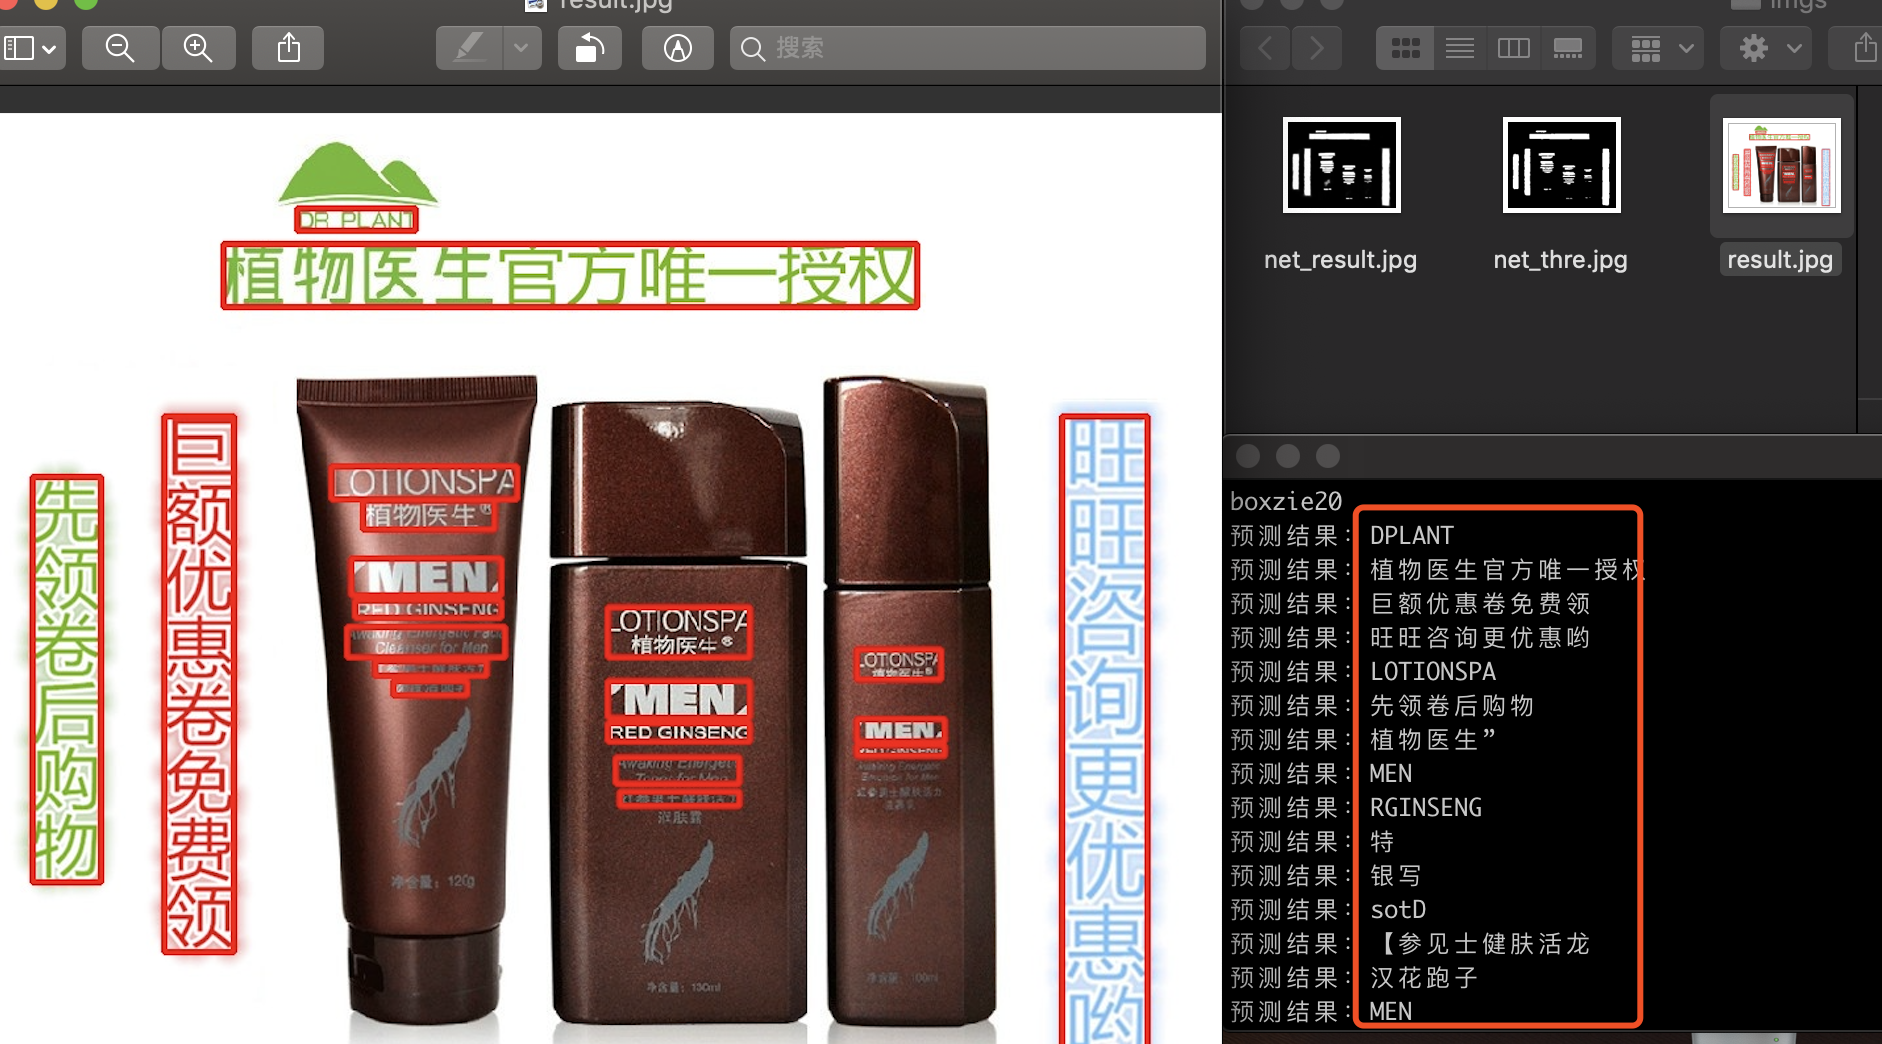 result.jpg
搜索
imgs
DR PLANT
植物医生官方唯一授权
先领卷后购物
巨额优惠卷免费领
LOTIONSPA
植物医生®
MEN
RED GINSENG
Awaking Energetic Pack
Cleanser for Men
净含量：120g
LOTIONSPA
植物医生®
MEN
RED GINSENG
Awaking Energetic
Toner for Men
润肤露
净含量：130ml
LOTIONSPA
植物医生®
MEN
RED GINSENG
Awaking Energetic
Emulsion for Men
净含量：100ml
旺旺咨询更优惠哟
net_result.jpg
net_thre.jpg
result.jpg
boxzie20
预测结果： DPLANT
预测结果： 植物医生官方唯一授权
预测结果： 巨额优惠卷免费领
预测结果： 旺旺咨询更优惠哟
预测结果： LOTIONSPA
预测结果： 先领卷后购物
预测结果： 植物医生”
预测结果： MEN
预测结果： RGINSENG
预测结果： 特
预测结果： 银写
预测结果： sotD
预测结果： 【参见士健肤活龙
预测结果： 汉花跑子
预测结果： MEN